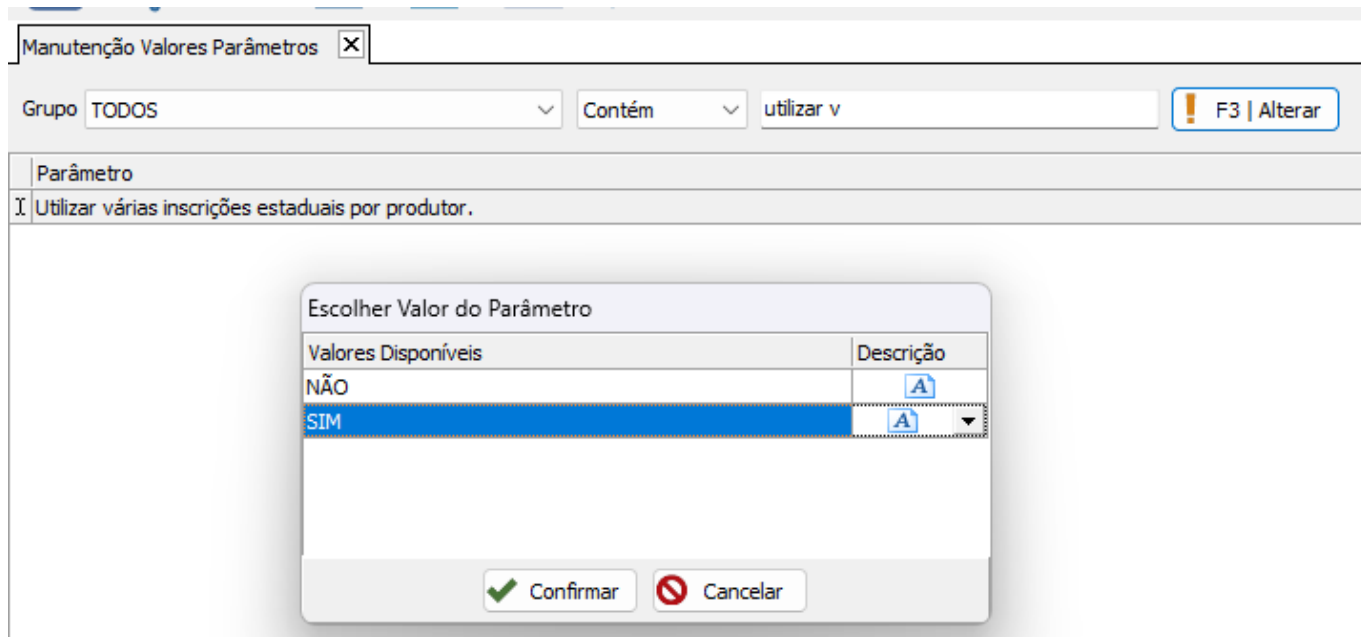 Manutenção Valores Parâmetros
Grupo TODOS Contém utilizar v F3 | Alterar
Parâmetro
Utilizar várias inscrições estaduais por produtor.
Escolher Valor do Parâmetro
Valores Disponíveis Descrição
NÃO A
SIM A
Confirmar Cancelar